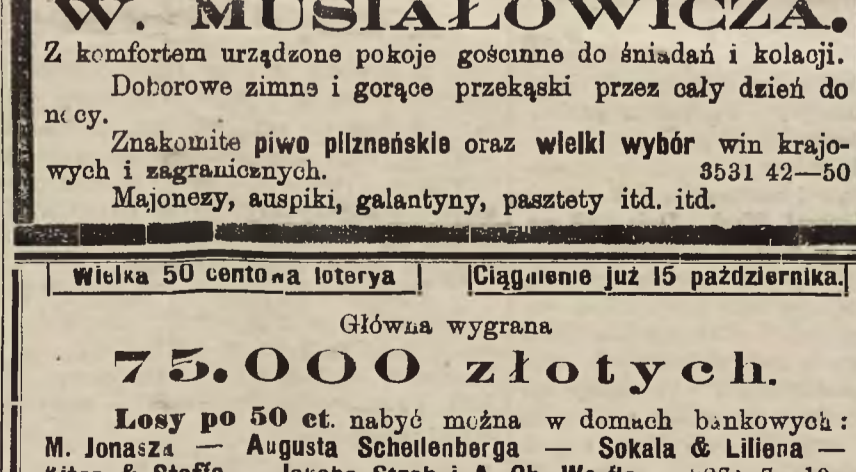 W. MUSIAŁOWICZA.
Z komfortem urządzone pokoje gościnne do śniadań i kolacji.
Doborowe zimne i gorące przekąski przez cały dzień do
nocy.
Znakomite piwo pilzneńskie oraz wielki wybór win krajo-
wych i zagranicznych. 3531 42—50
Majonezy, auspiki, galantyny, pasztety itd. itd.
Wielka 50 centowa loterya
Ciągnienie już 15 października.
Główna wygrana
75.000 złotych.
Losy po 50 ct. nabyć można w domach bankowych:
M. Jonasza — Augusta Schellenberga — Sokala & Liliena —